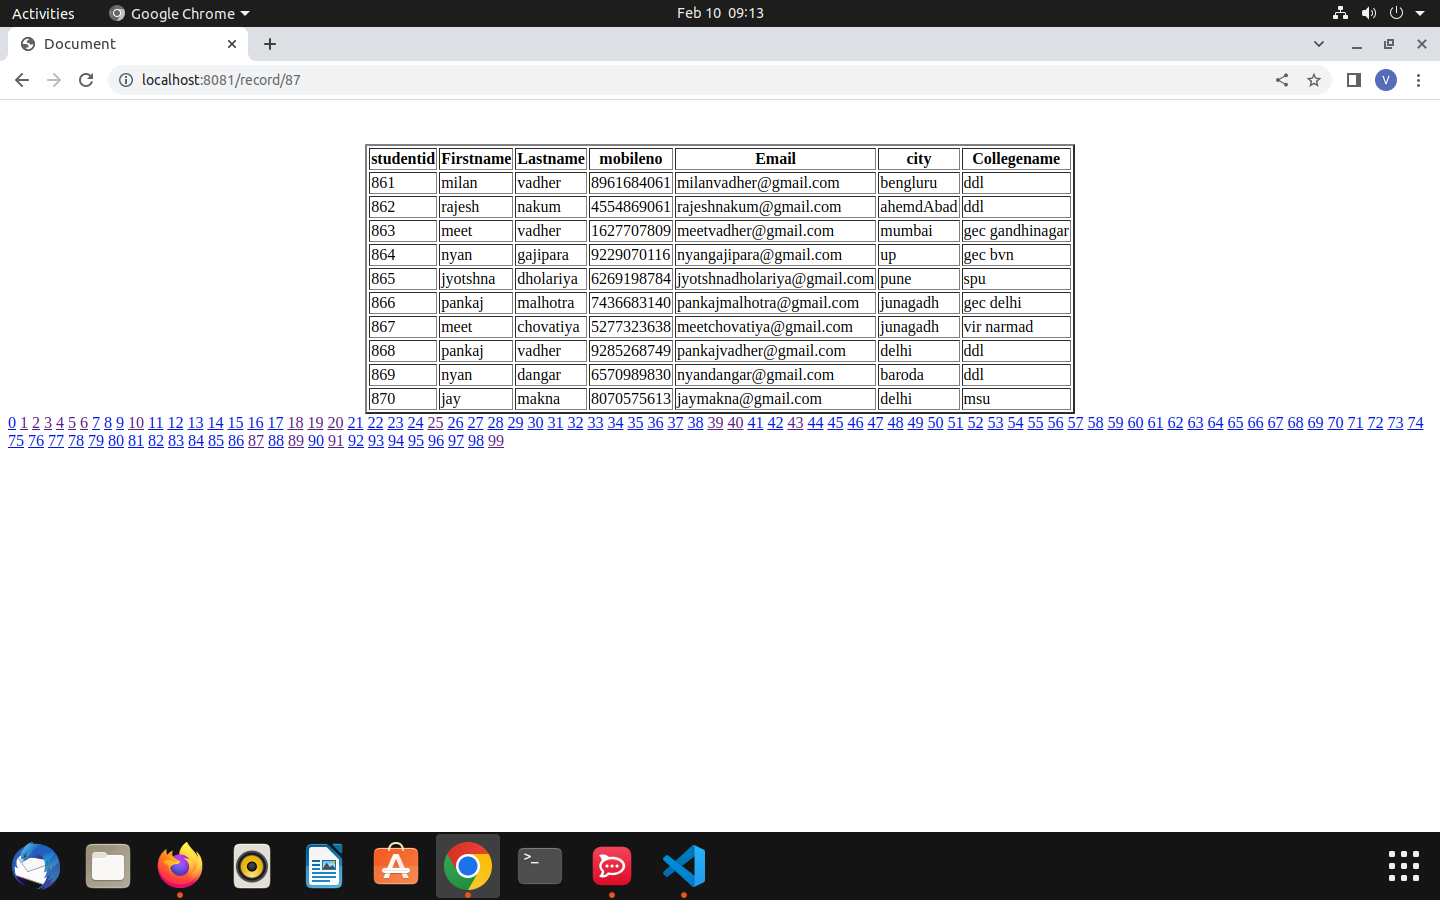 Activities Google Chrome Feb 10 09:13
Document
localhost:8081/record/87 V
studentid Firstname Lastname mobileno Email city Collegename
861 milan vadher 8961684061 milanvadher@gmail.com bengluru ddl
862 rajesh nakum 4554869061 rajeshnakum@gmail.com ahemdAbad ddl
863 meet vadher 1627707809 meetvadher@gmail.com mumbai gec gandhinagar
864 nyan gajipara 9229070116 nyangajipara@gmail.com up gec bvn
865 jyotshna dholariya 6269198784 jyotshnadholariya@gmail.com pune spu
866 pankaj malhotra 7436683140 pankajmalhotra@gmail.com junagadh gec delhi
867 meet chovatiya 5277323638 meetchovatiya@gmail.com junagadh vir narmad
868 pankaj vadher 9285268749 pankajvadher@gmail.com delhi ddl
869 nyan dangar 6570989830 nyandangar@gmail.com baroda ddl
870 jay makna 8070575613 jaymakna@gmail.com delhi msu
0 1 2 3 4 5 6 7 8 9 10 11 12 13 14 15 16 17 18 19 20 21 22 23 24 25 26 27 28 29 30 31 32 33 34 35 36 37 38 39 40 41 42 43 44 45 46 47 48 49 50 51 52 53 54 55 56 57 58 59 60 61 62 63 64 65 66 67 68 69 70 71 72 73 74
75 76 77 78 79 80 81 82 83 84 85 86 87 88 89 90 91 92 93 94 95 96 97 98 99
>_